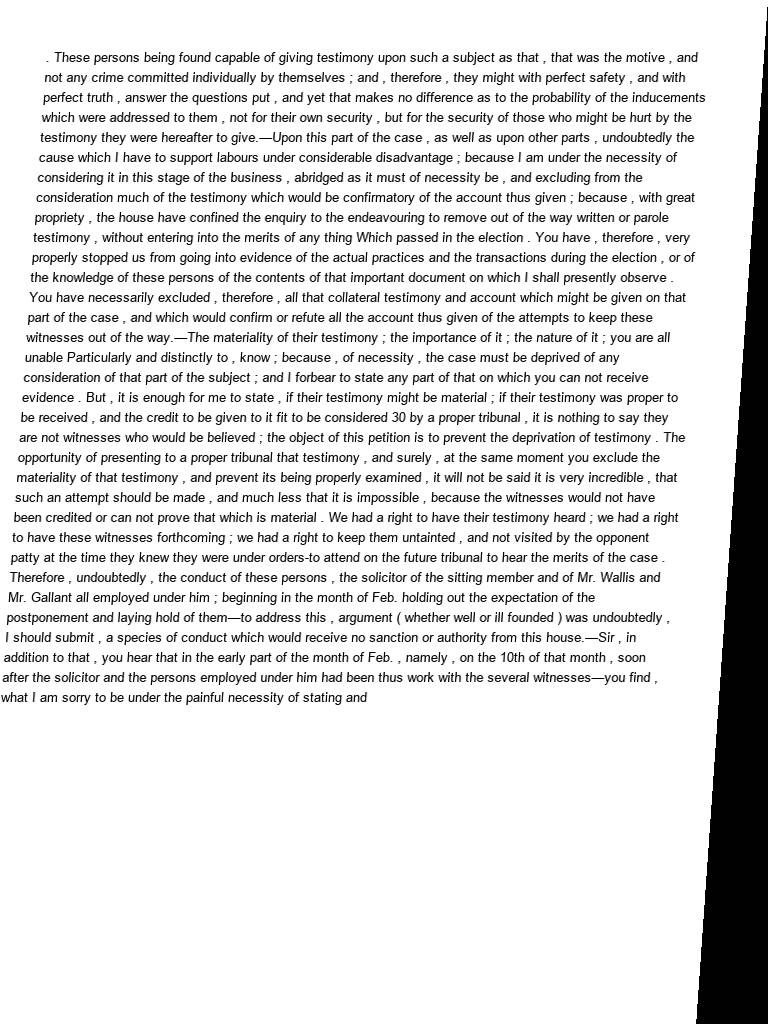 . These persons being found capable of giving testimony upon such a subject as that , that was the motive , and
not any crime committed individually by themselves ; and , therefore , they might with perfect safety , and with
perfect truth , answer the questions put , and yet that makes no difference as to the probability of the inducements
which were addressed to them , not for their own security , but for the security of those who might be hurt by the
testimony they were hereafter to give.—Upon this part of the case , as well as upon other parts , undoubtedly the
cause which I have to support labours under considerable disadvantage ; because I am under the necessity of
considering it in this stage of the business , abridged as it must of necessity be , and excluding from the
consideration much of the testimony which would be confirmatory of the account thus given ; because , with great
propriety , the house have confined the enquiry to the endeavouring to remove out of the way written or parole
testimony , without entering into the merits of any thing Which passed in the election . You have , therefore , very
properly stopped us from going into evidence of the actual practices and the transactions during the election , or of
the knowledge of these persons of the contents of that important document on which I shall presently observe .
You have necessarily excluded , therefore , all that collateral testimony and account which might be given on that
part of the case , and which would confirm or refute all the account thus given of the attempts to keep these
witnesses out of the way.—The materiality of their testimony ; the importance of it ; the nature of it ; you are all
unable Particularly and distinctly to , know ; because , of necessity , the case must be deprived of any
consideration of that part of the subject ; and I forbear to state any part of that on which you can not receive
evidence . But , it is enough for me to state , if their testimony might be material ; if their testimony was proper to
be received , and the credit to be given to it fit to be considered 30 by a proper tribunal , it is nothing to say they
are not witnesses who would be believed ; the object of this petition is to prevent the deprivation of testimony . The
opportunity of presenting to a proper tribunal that testimony , and surely , at the same moment you exclude the
materiality of that testimony , and prevent its being properly examined , it will not be said it is very incredible , that
such an attempt should be made , and much less that it is impossible , because the witnesses would not have
been credited or can not prove that which is material . We had a right to have their testimony heard ; we had a right
to have these witnesses forthcoming ; we had a right to keep them untainted , and not visited by the opponent
patty at the time they knew they were under orders-to attend on the future tribunal to hear the merits of the case .
Therefore , undoubtedly , the conduct of these persons , the solicitor of the sitting member and of Mr. Wallis and
Mr. Gallant all employed under him ; beginning in the month of Feb. holding out the expectation of the
postponement and laying hold of them—to address this , argument ( whether well or ill founded ) was undoubtedly ,
I should submit , a species of conduct which would receive no sanction or authority from this house.—Sir , in
addition to that , you hear that in the early part of the month of Feb. , namely , on the 10th of that month , soon
after the solicitor and the persons employed under him had been thus work with the several witnesses—you find ,
what I am sorry to be under the painful necessity of stating and